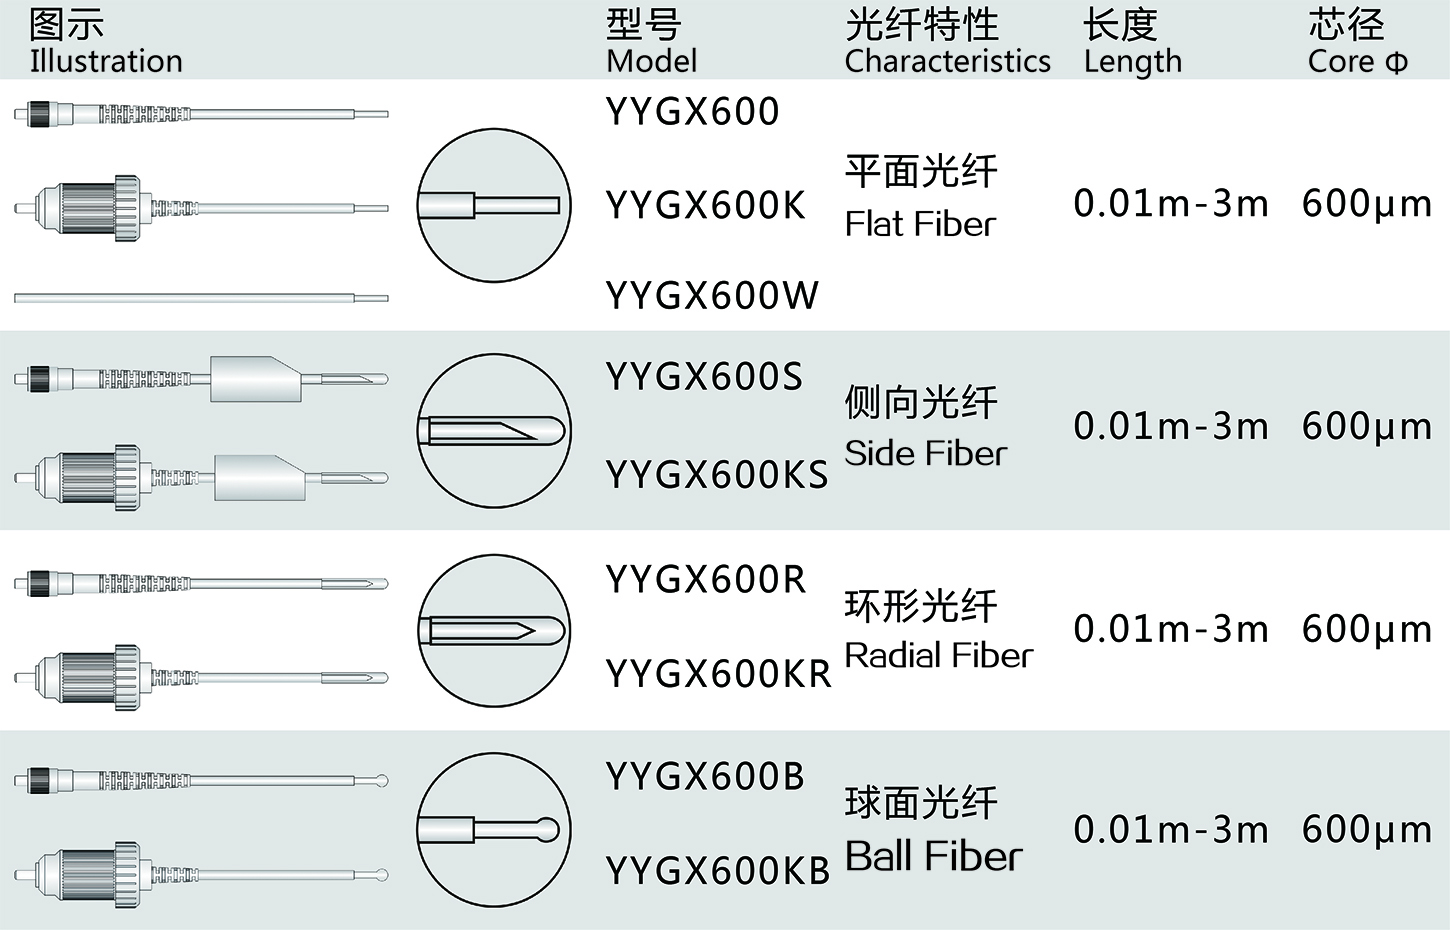 图示 型号 光纤特性 长度 芯径
Illustration Model Characteristics Length Core Φ
YYGX600
YYGX600K
YYGX600W
平面光纤
Flat Fiber
0.01m-3m 600μm
YYGX600S
YYGX600KS
侧向光纤
Side Fiber
0.01m-3m 600μm
YYGX600R
YYGX600KR
环形光纤
Radial Fiber
0.01m-3m 600μm
YYGX600B
YYGX600KB
球面光纤
Ball Fiber
0.01m-3m 600μm